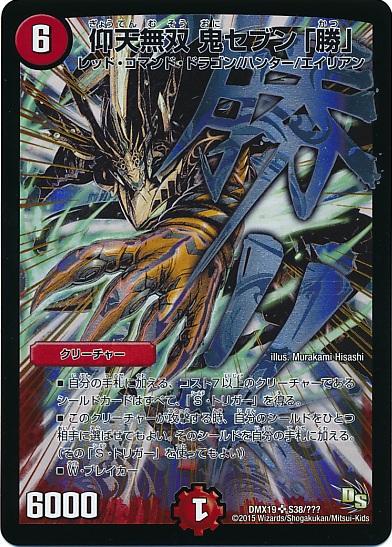 6
仰天無双 鬼セブン「勝」
ぎょうてん むそう おに かつ
レッド・コマンド・ドラゴン/ハンター/エイリアン
勝
illus. Murakami Hisashi
クリーチャー
■ 自分の手札に加える、コスト7以上のクリーチャーである
シールドカードはすべて、「S・トリガー」を得る。
■ このクリーチャーが攻撃する時、自分のシールドをひとつ
相手に選ばせてもよい。そのシールドを自分の手札に加える。
(その「S・トリガー」を使ってもよい)
■ W・ブレイカー
6000
1
DS
DMX19 S38/???
©2015 Wizards/Shogakukan/Mitsui-Kids